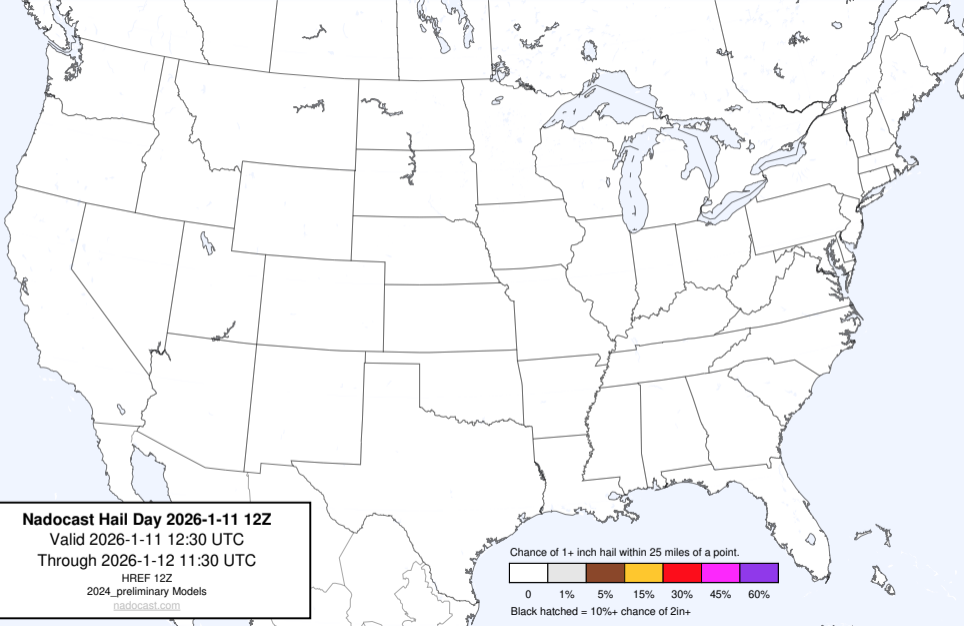 Nadocast Hail Day 2026-1-11 12Z
Valid 2026-1-11 12:30 UTC
Through 2026-1-12 11:30 UTC
HREF 12Z
2024_preliminary Models
nadocast.com
Chance of 1+ inch hail within 25 miles of a point.
0 1% 5% 15% 30% 45% 60%
Black hatched = 10%+ chance of 2in+